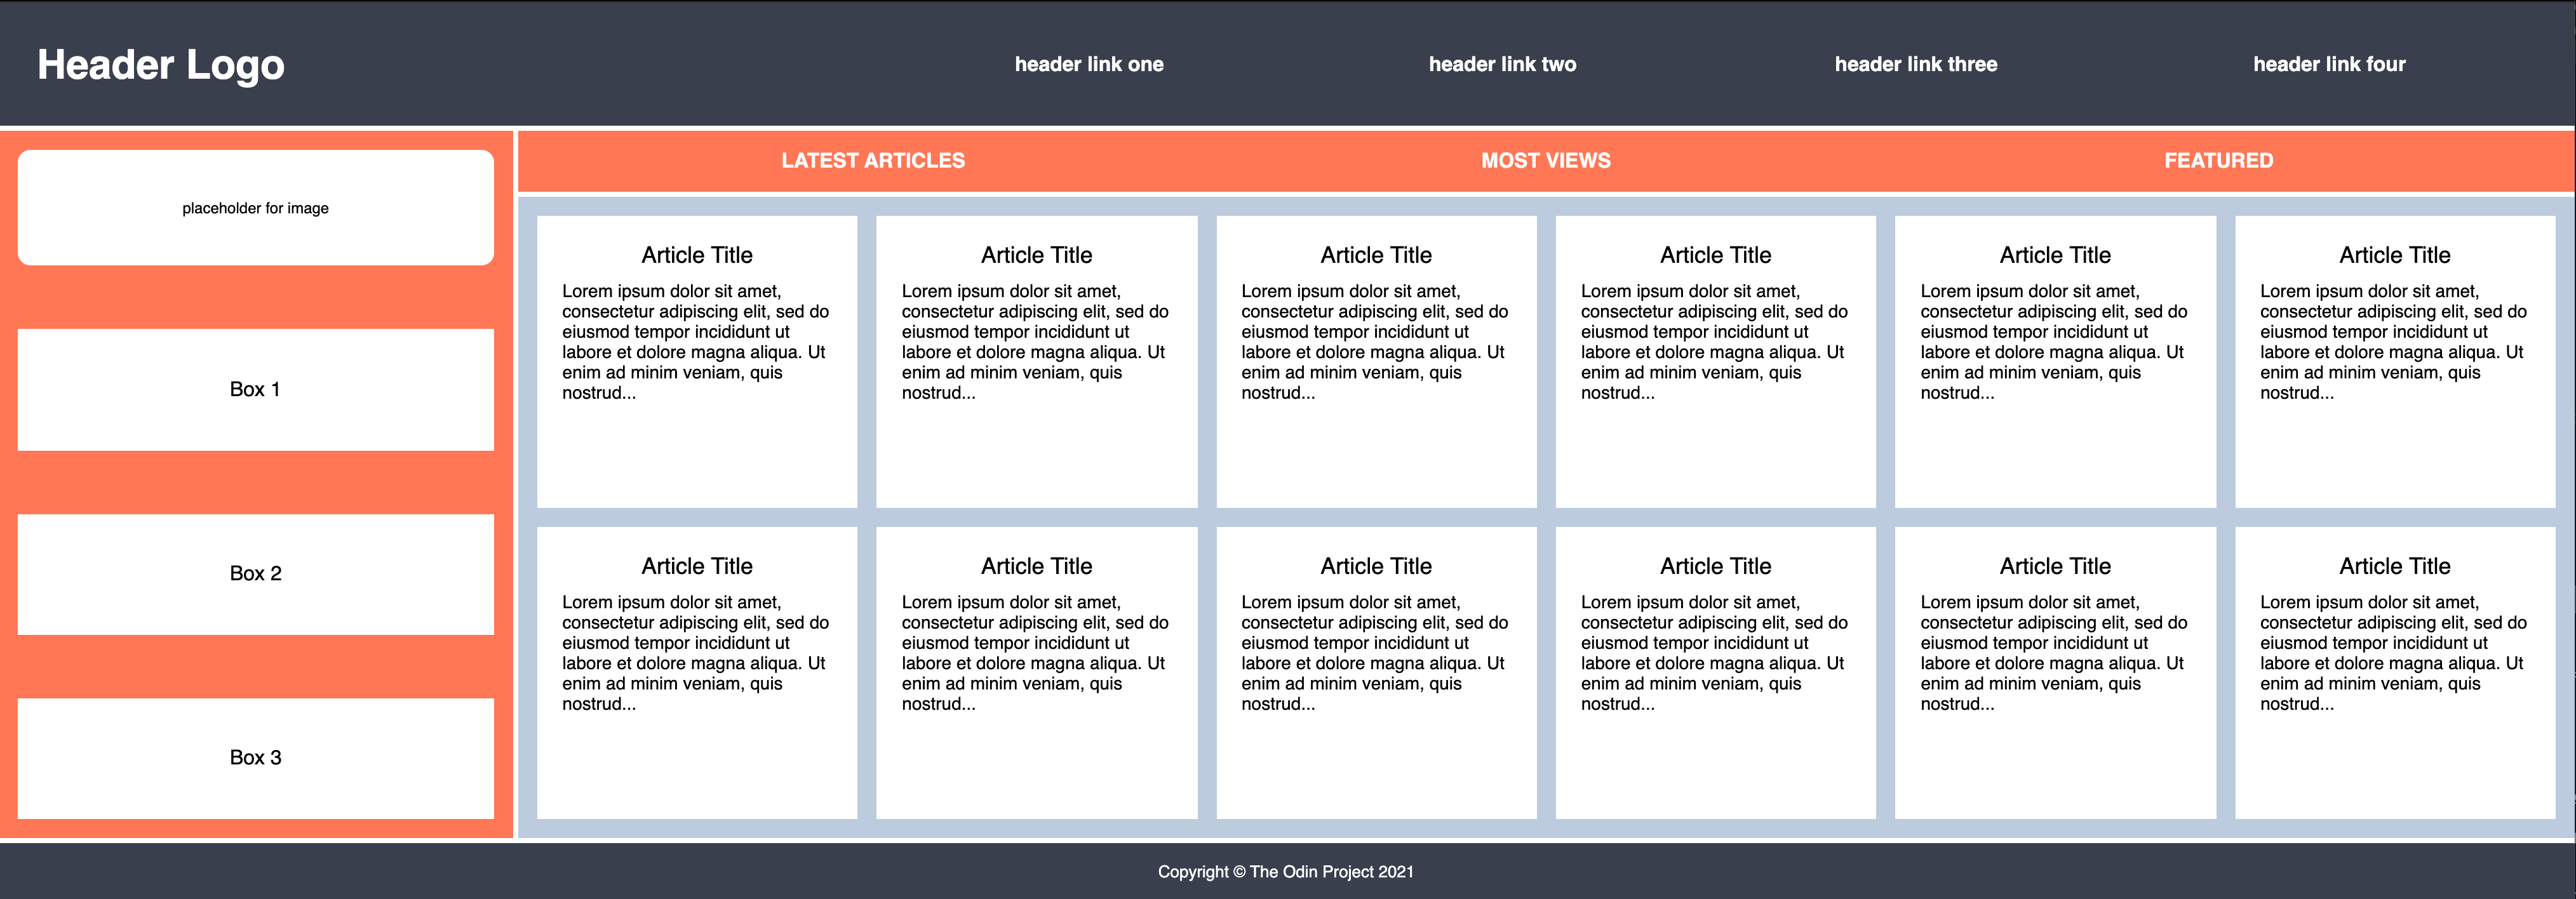 Header Logo
header link one
header link two
header link three
header link four
placeholder for image
Box 1
Box 2
Box 3
LATEST ARTICLES
MOST VIEWS
FEATURED
Article Title
Lorem ipsum dolor sit amet,
consectetur adipiscing elit, sed do
eiusmod tempor incididunt ut
labore et dolore magna aliqua. Ut
enim ad minim veniam, quis
nostrud...
Article Title
Lorem ipsum dolor sit amet,
consectetur adipiscing elit, sed do
eiusmod tempor incididunt ut
labore et dolore magna aliqua. Ut
enim ad minim veniam, quis
nostrud...
Article Title
Lorem ipsum dolor sit amet,
consectetur adipiscing elit, sed do
eiusmod tempor incididunt ut
labore et dolore magna aliqua. Ut
enim ad minim veniam, quis
nostrud...
Article Title
Lorem ipsum dolor sit amet,
consectetur adipiscing elit, sed do
eiusmod tempor incididunt ut
labore et dolore magna aliqua. Ut
enim ad minim veniam, quis
nostrud...
Article Title
Lorem ipsum dolor sit amet,
consectetur adipiscing elit, sed do
eiusmod tempor incididunt ut
labore et dolore magna aliqua. Ut
enim ad minim veniam, quis
nostrud...
Article Title
Lorem ipsum dolor sit amet,
consectetur adipiscing elit, sed do
eiusmod tempor incididunt ut
labore et dolore magna aliqua. Ut
enim ad minim veniam, quis
nostrud...
Article Title
Lorem ipsum dolor sit amet,
consectetur adipiscing elit, sed do
eiusmod tempor incididunt ut
labore et dolore magna aliqua. Ut
enim ad minim veniam, quis
nostrud...
Article Title
Lorem ipsum dolor sit amet,
consectetur adipiscing elit, sed do
eiusmod tempor incididunt ut
labore et dolore magna aliqua. Ut
enim ad minim veniam, quis
nostrud...
Article Title
Lorem ipsum dolor sit amet,
consectetur adipiscing elit, sed do
eiusmod tempor incididunt ut
labore et dolore magna aliqua. Ut
enim ad minim veniam, quis
nostrud...
Article Title
Lorem ipsum dolor sit amet,
consectetur adipiscing elit, sed do
eiusmod tempor incididunt ut
labore et dolore magna aliqua. Ut
enim ad minim veniam, quis
nostrud...
Article Title
Lorem ipsum dolor sit amet,
consectetur adipiscing elit, sed do
eiusmod tempor incididunt ut
labore et dolore magna aliqua. Ut
enim ad minim veniam, quis
nostrud...
Article Title
Lorem ipsum dolor sit amet,
consectetur adipiscing elit, sed do
eiusmod tempor incididunt ut
labore et dolore magna aliqua. Ut
enim ad minim veniam, quis
nostrud...
Copyright © The Odin Project 2021